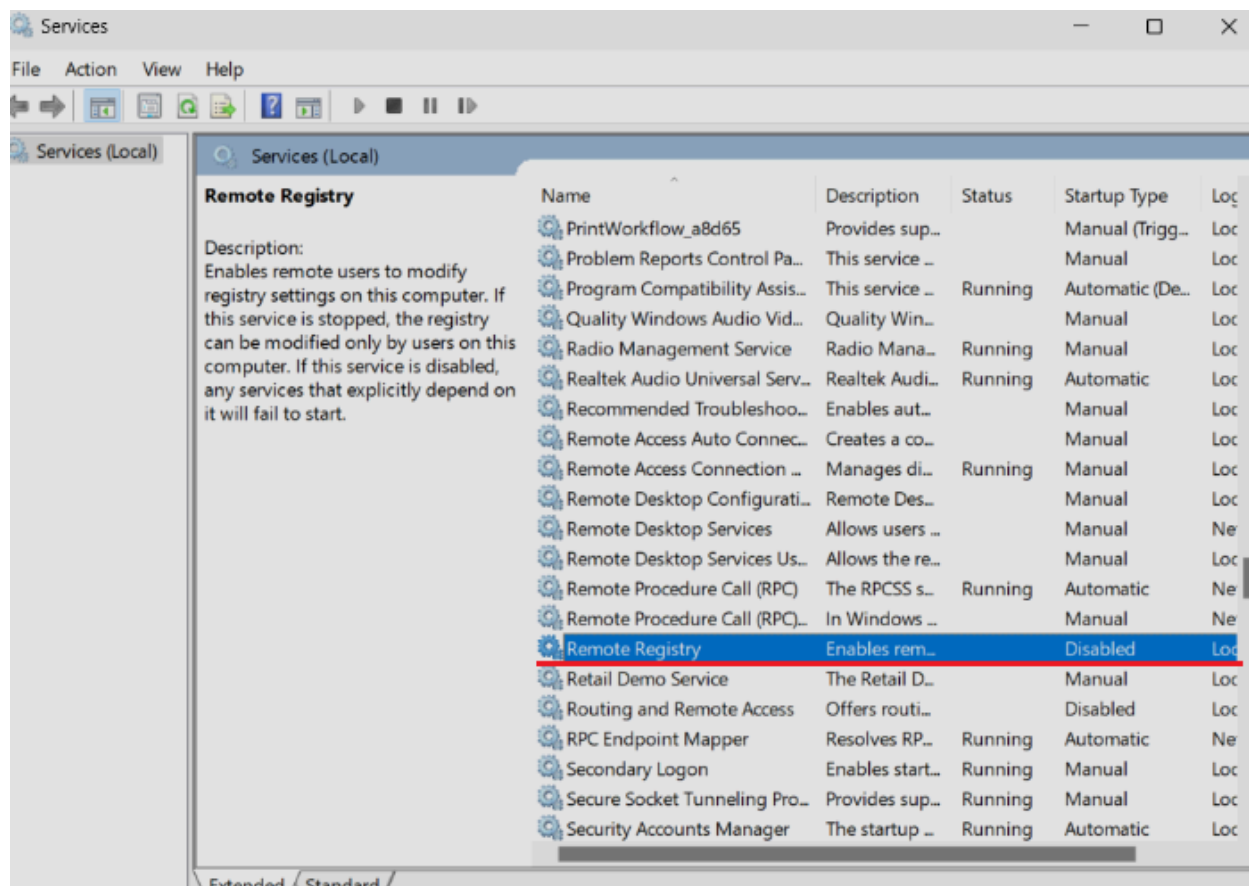 Services
File Action View Help
Services (Local)
Services (Local)
Remote Registry
Description:
Enables remote users to modify
registry settings on this computer. If
this service is stopped, the registry
can be modified only by users on this
computer. If this service is disabled,
any services that explicitly depend on
it will fail to start.
Name Description Status Startup Type Log
PrintWorkflow_a8d65 Provides sup... Manual (Trigg... Loc
Problem Reports Control Pa... This service ... Manual Loc
Program Compatibility Assis... This service ... Running Automatic (De... Loc
Quality Windows Audio Vid... Quality Win... Manual Loc
Radio Management Service Radio Mana... Running Manual Loc
Realtek Audio Universal Serv... Realtek Audi... Running Automatic Loc
Recommended Troubleshoo... Enables aut... Manual Loc
Remote Access Auto Connec... Creates a co... Manual Loc
Remote Access Connection ... Manages di... Running Manual Loc
Remote Desktop Configurati... Remote Des... Manual Loc
Remote Desktop Services Allows users ... Manual Ne
Remote Desktop Services Us... Allows the re... Manual Loc
Remote Procedure Call (RPC) The RPCSS s... Running Automatic Ne
Remote Procedure Call (RPC)... In Windows ... Manual Ne
Remote Registry Enables rem... Disabled Loc
Retail Demo Service The Retail D... Manual Loc
Routing and Remote Access Offers routi... Disabled Loc
RPC Endpoint Mapper Resolves RP... Running Automatic Ne
Secondary Logon Enables start... Running Manual Loc
Secure Socket Tunneling Pro... Provides sup... Running Manual Loc
Security Accounts Manager The startup ... Running Automatic Loc
Extended Standard